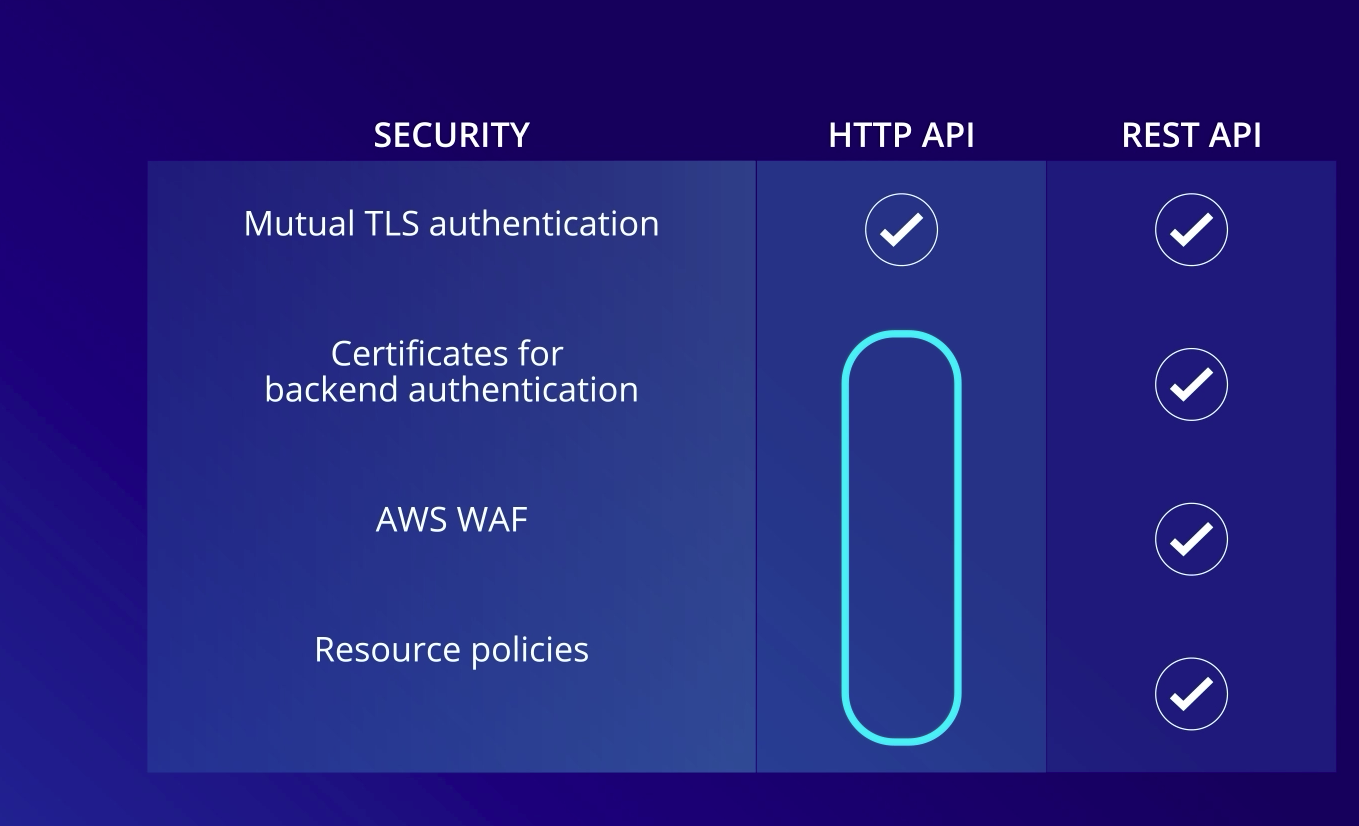 SECURITY HTTP API REST API
Mutual TLS authentication
Certificates for
backend authentication
AWS WAF
Resource policies